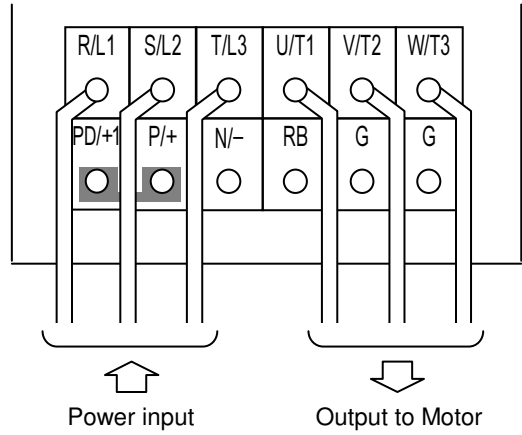 R/L1 S/L2 T/L3 U/T1 V/T2 W/T3
PD/+1 P/+ N/– RB G G
Power input Output to Motor